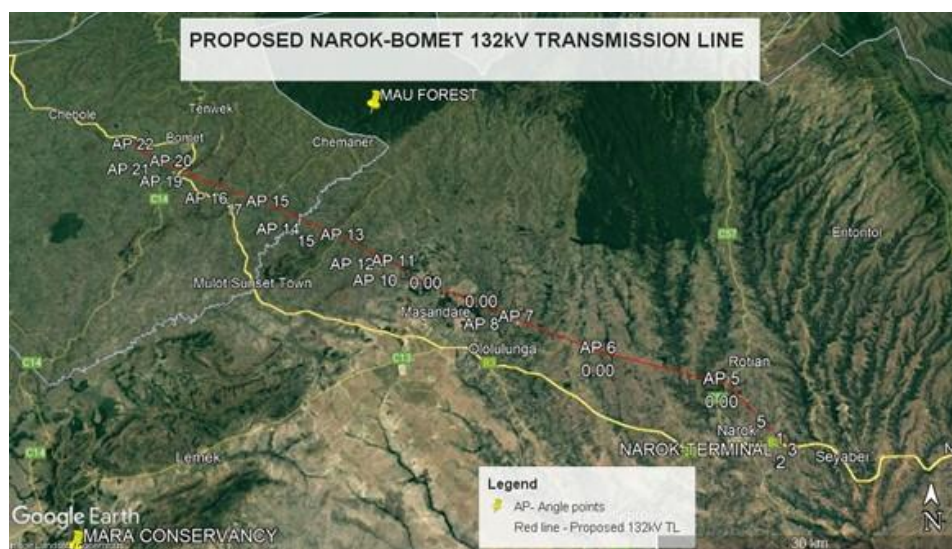 PROPOSED NAROK-BOMET 132kV TRANSMISSION LINE
MAU FOREST
Tenwek
Chebole
Bomet
Chemaner
AP 22
AP 20
AP 21
AP 19
C14
AP 16
17
AP 15
AP 14
15
AP 13
C57
Entontol
AP 12
AP 11
AP 10
0.00
Mulot Sunset Town
0.00
Masandare
AP 8
AP 7
Ololulunga
C13
AP 6
0.00
C14
Rotian
AP 5
0.00
5
Narok
1
3
2
NAROK TERMINAL
Seyabei
N
C14
Lemek
Legend
AP- Angle points
Red line - Proposed 132kV TL
Google Earth
MARA CONSERVANCY
30 km
N